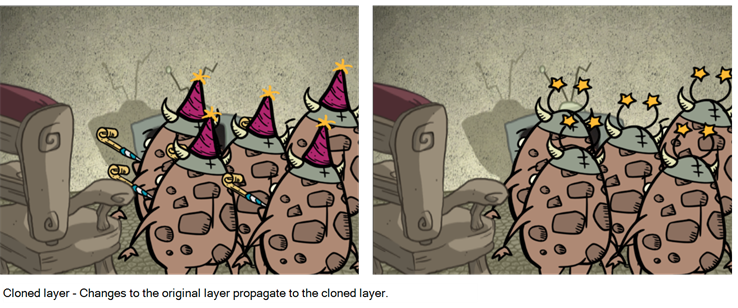 Cloned layer - Changes to the original layer propagate to the cloned layer.